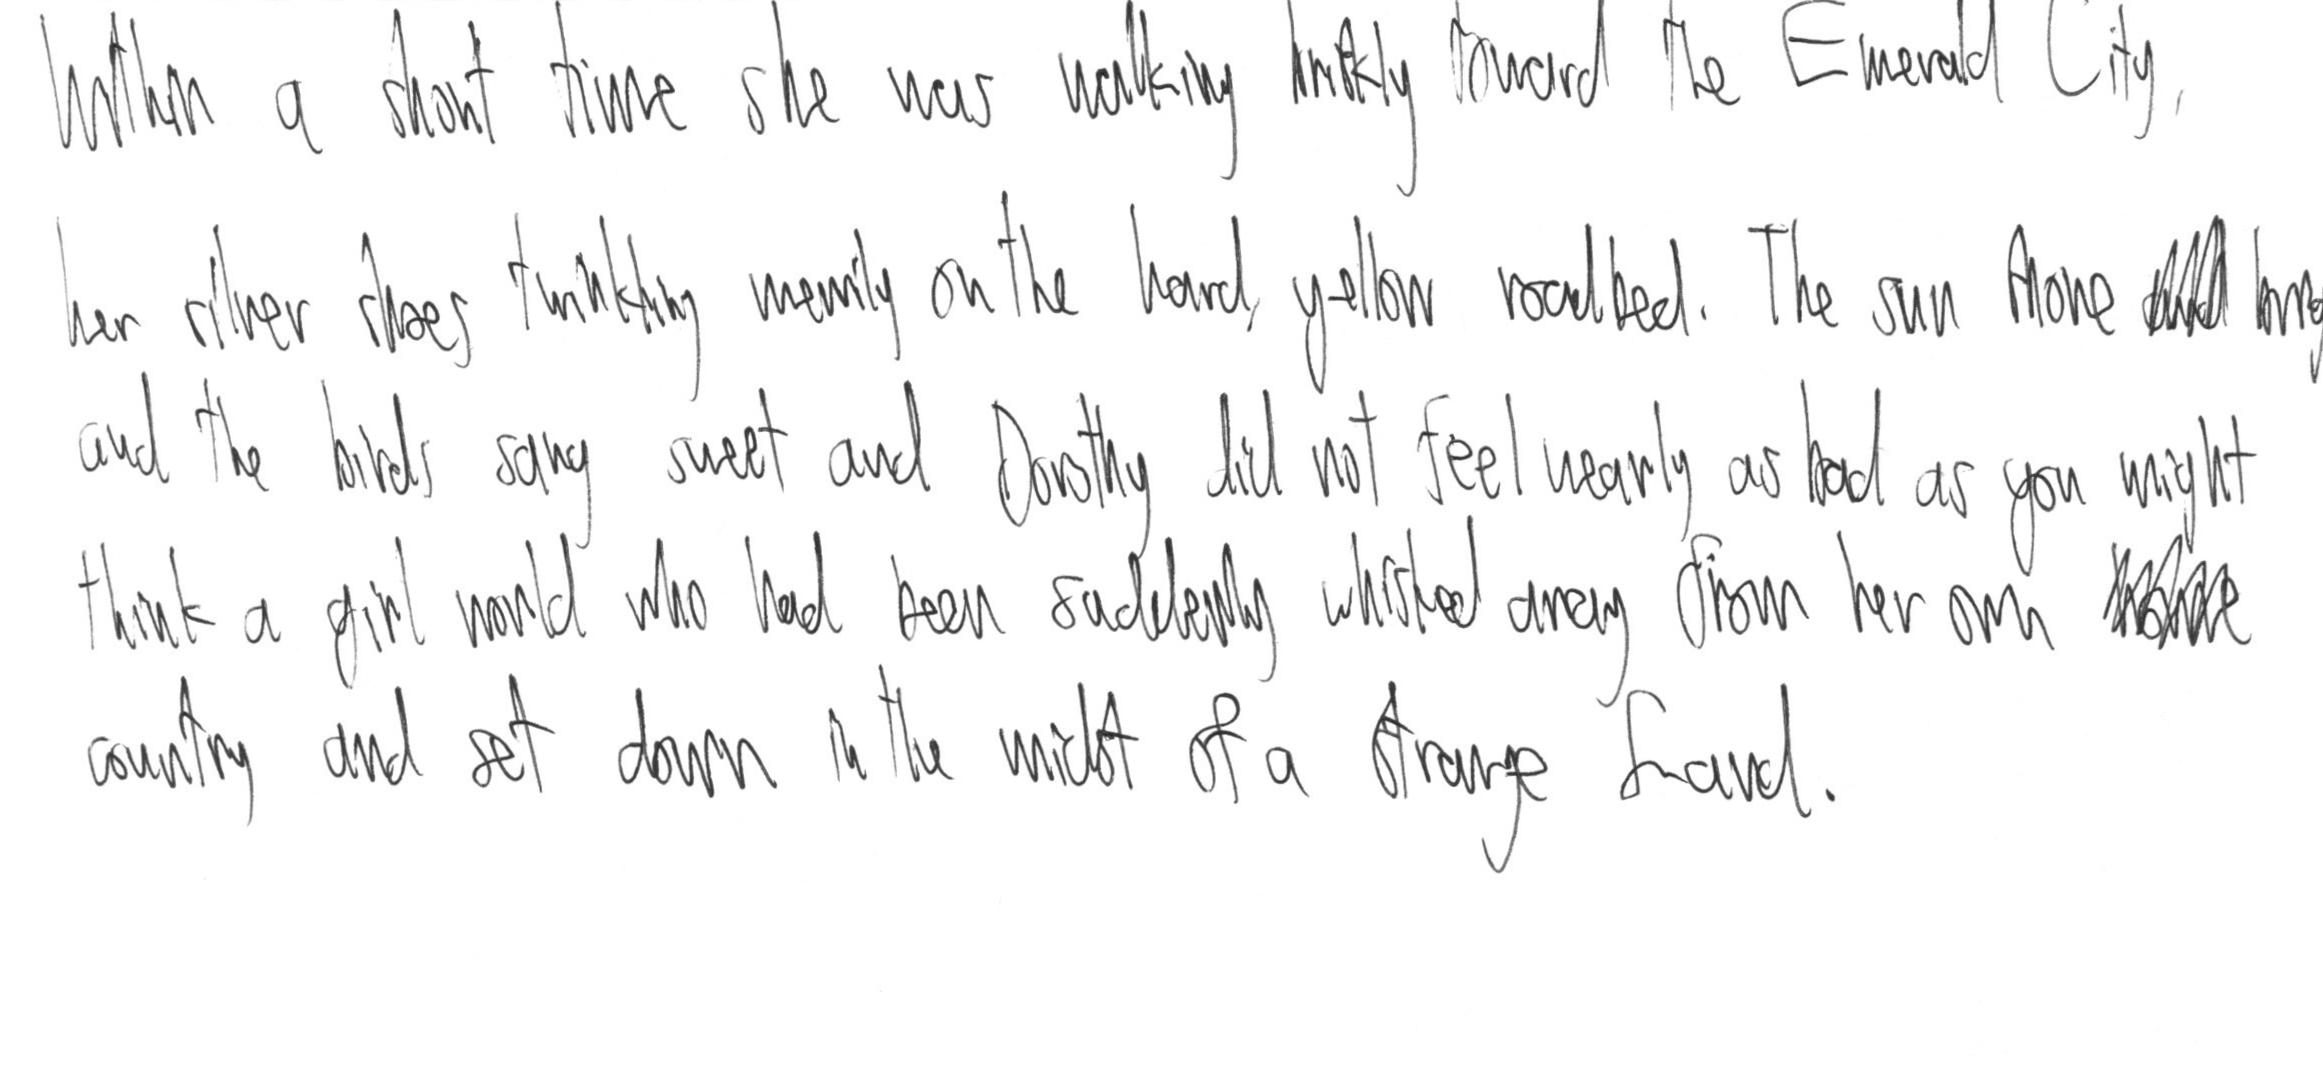 Within a short time she was walking briskly toward the Emerald City,
her silver shoes twinkling merrily on the hard, yellow roadbed. The sun shone
and the birds sang sweet and Dorothy did not feel nearly as bad as you might
think a girl would who had been suddenly whisked away from her own
country and set down in the midst of a strange land.